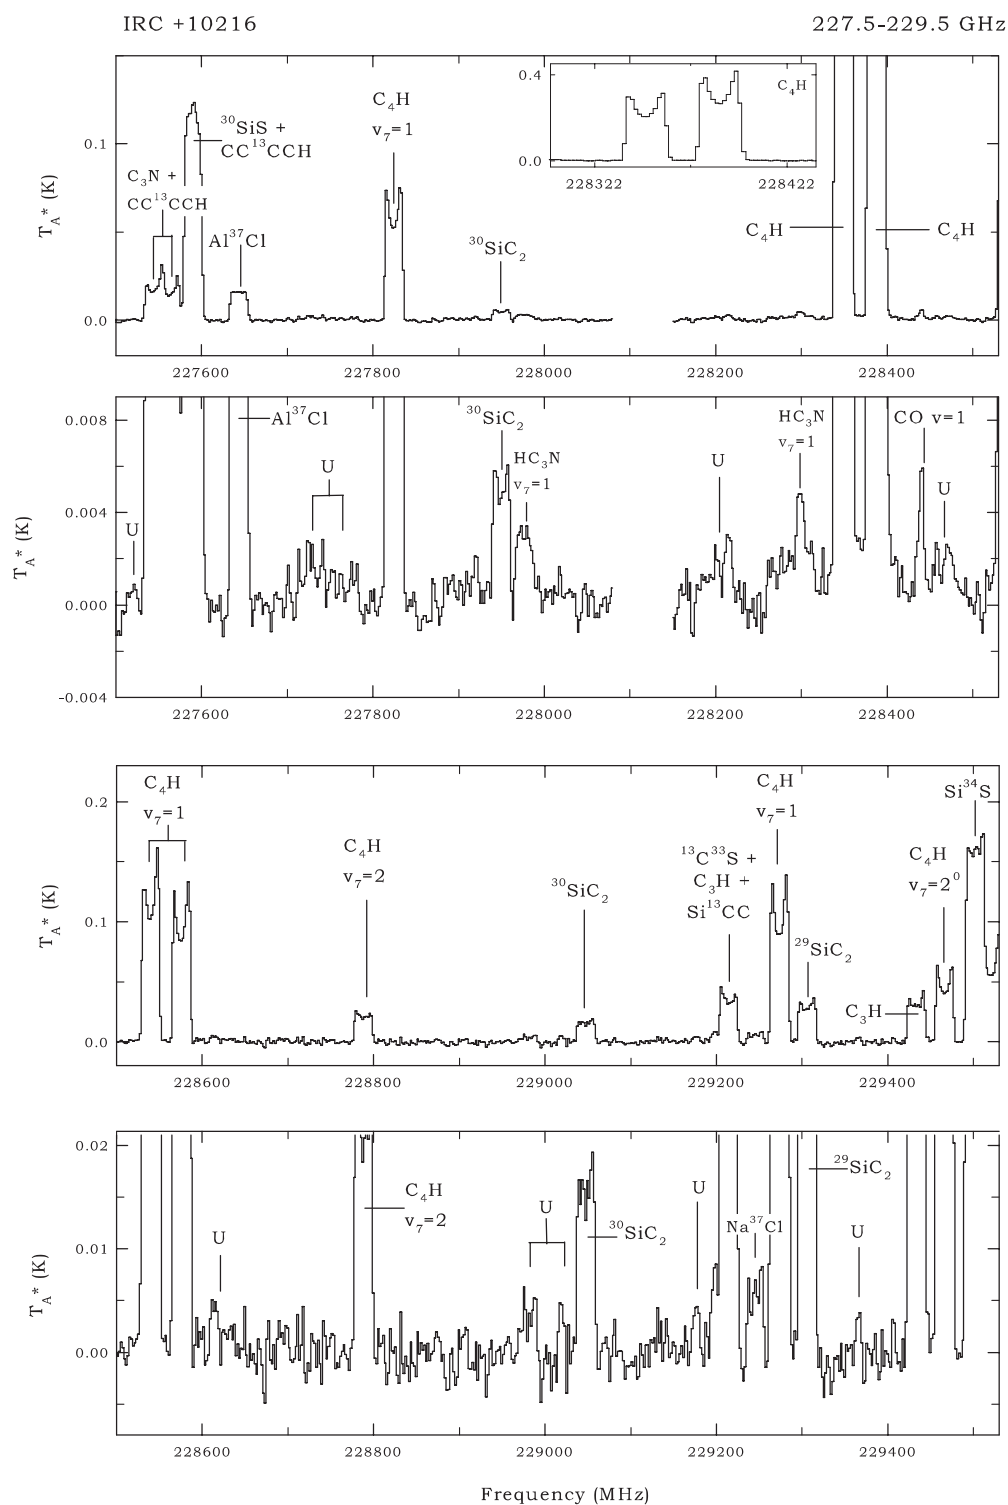 IRC +10216
227.5-229.5 GHz
T_A* (K)
0.1
0.0
C₃N +
CC¹³CCH
³⁰SiS +
CC¹³CCH
Al³⁷Cl
C₄H
v₇=1
³⁰SiC₂
0.4
0.0
C₄H
228322
228422
C₄H
C₄H
227600
227800
228000
228200
228400
T_A* (K)
0.008
0.004
0.000
-0.004
U
Al³⁷Cl
U
³⁰SiC₂
HC₃N
v₇=1
U
HC₃N
v₇=1
CO v=1
U
227600
227800
228000
228200
228400
T_A* (K)
0.2
0.1
0.0
C₄H
v₇=1
C₄H
v₇=2
³⁰SiC₂
¹³C³³S +
C₃H +
Si¹³CC
C₄H
v₇=1
²⁹SiC₂
C₃H
C₄H
v₇=2⁰
Si³⁴S
228600
228800
229000
229200
229400
T_A* (K)
0.02
0.01
0.00
U
C₄H
v₇=2
U
³⁰SiC₂
U
Na³⁷Cl
²⁹SiC₂
U
228600
228800
229000
229200
229400
Frequency (MHz)